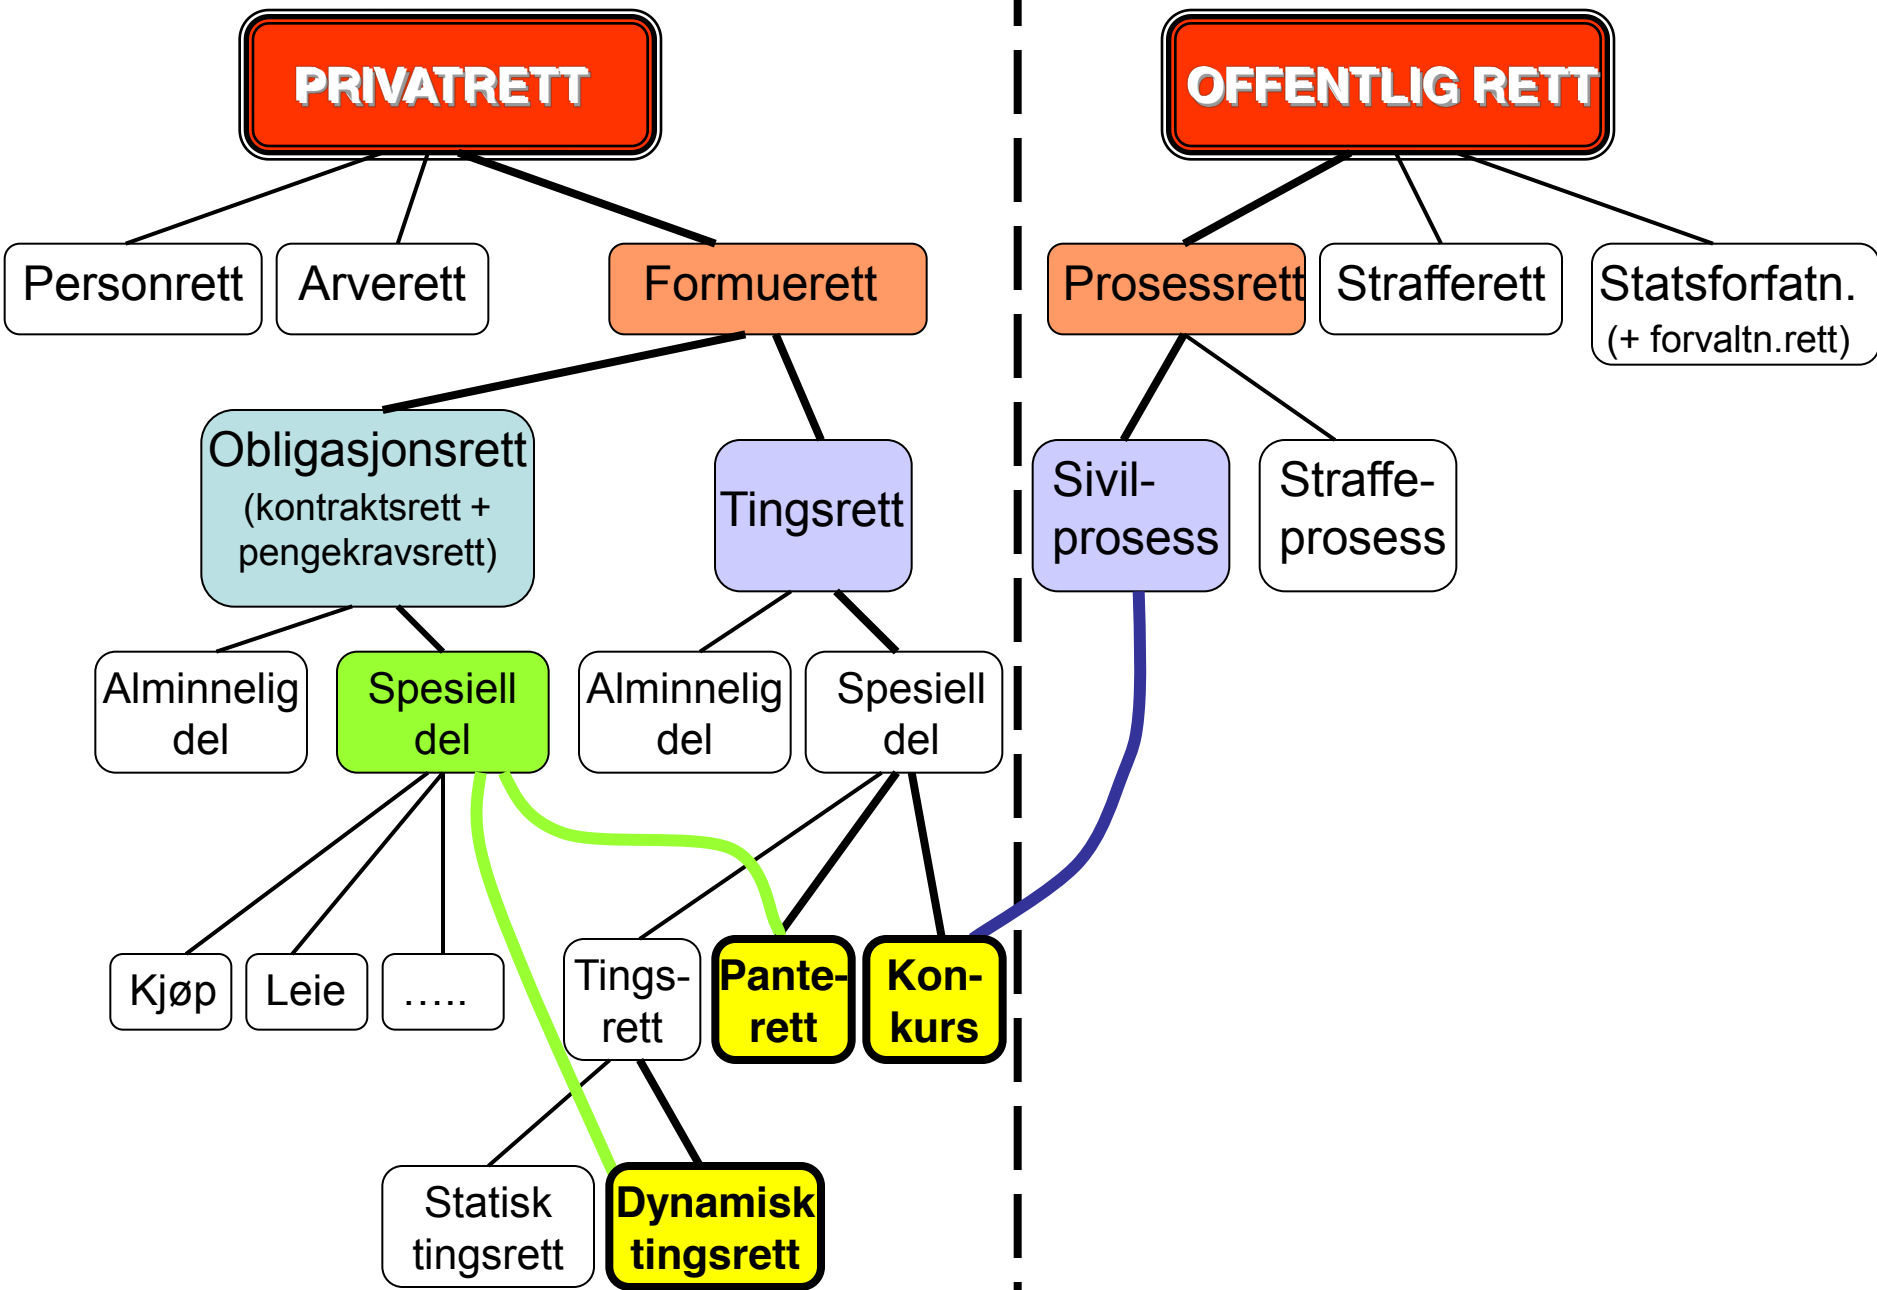 PRIVATRETT
OFFENTLIG RETT
Personrett
Arverett
Formuerett
Prosessrett
Strafferett
Statsforfatn.
(+ forvaltn.rett)
Obligasjonsrett
(kontraktsrett +
pengekravsrett)
Tingsrett
Sivil-
prosess
Straffe-
prosess
Alminnelig
del
Spesiell
del
Alminnelig
del
Spesiell
del
Kjøp
Leie
…..
Tings-
rett
Pante-
rett
Kon-
kurs
Statisk
tingsrett
Dynamisk
tingsrett